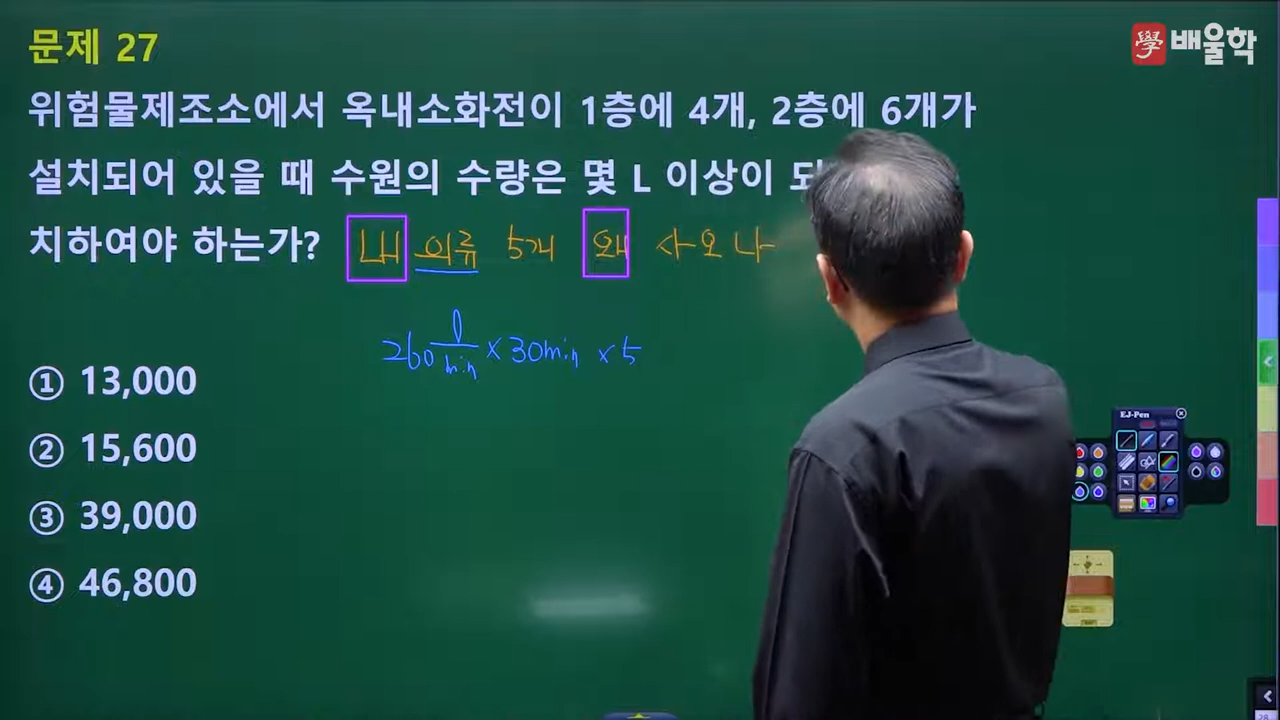 문제 27
學 배울학
위험물제조소에서 옥내소화전이 1층에 4개, 2층에 6개가
설치되어 있을 때 수원의 수량은 몇 L 이상이 되
치하여야 하는가? 내 이류 5개 외 사오나
260 l/min × 30min × 5
① 13,000
② 15,600
③ 39,000
④ 46,800
EJ-Pen